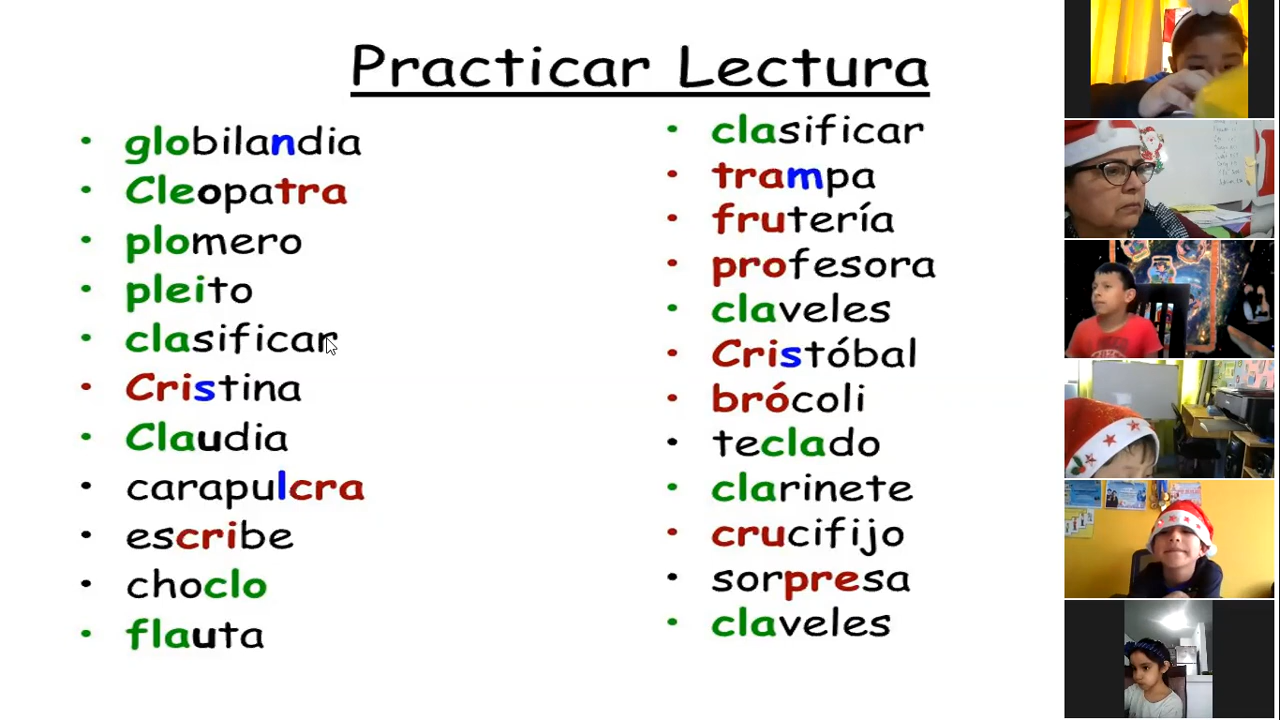 Practicar Lectura
• globilandia
• Cleopatra
• plomero
• pleito
• clasificar
• Cristina
• Claudia
• carapulcra
• escribe
• choclo
• flauta
• clasificar
• trampa
• frutería
• profesora
• claveles
• Cristóbal
• brócoli
• teclado
• clarinete
• crucifijo
• sorpresa
• claveles